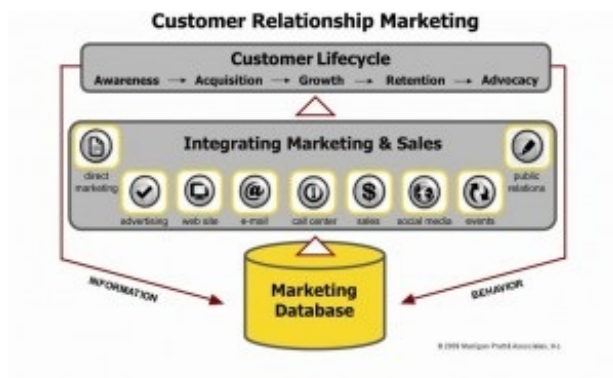 Customer Relationship Marketing
Customer Lifecycle
Awareness → Acquisition → Growth → Retention → Advocacy
Integrating Marketing & Sales
direct
marketing
advertising
web site
e-mail
call center
sales
social media
events
public
relations
INFORMATION
Marketing
Database
BEHAVIOR